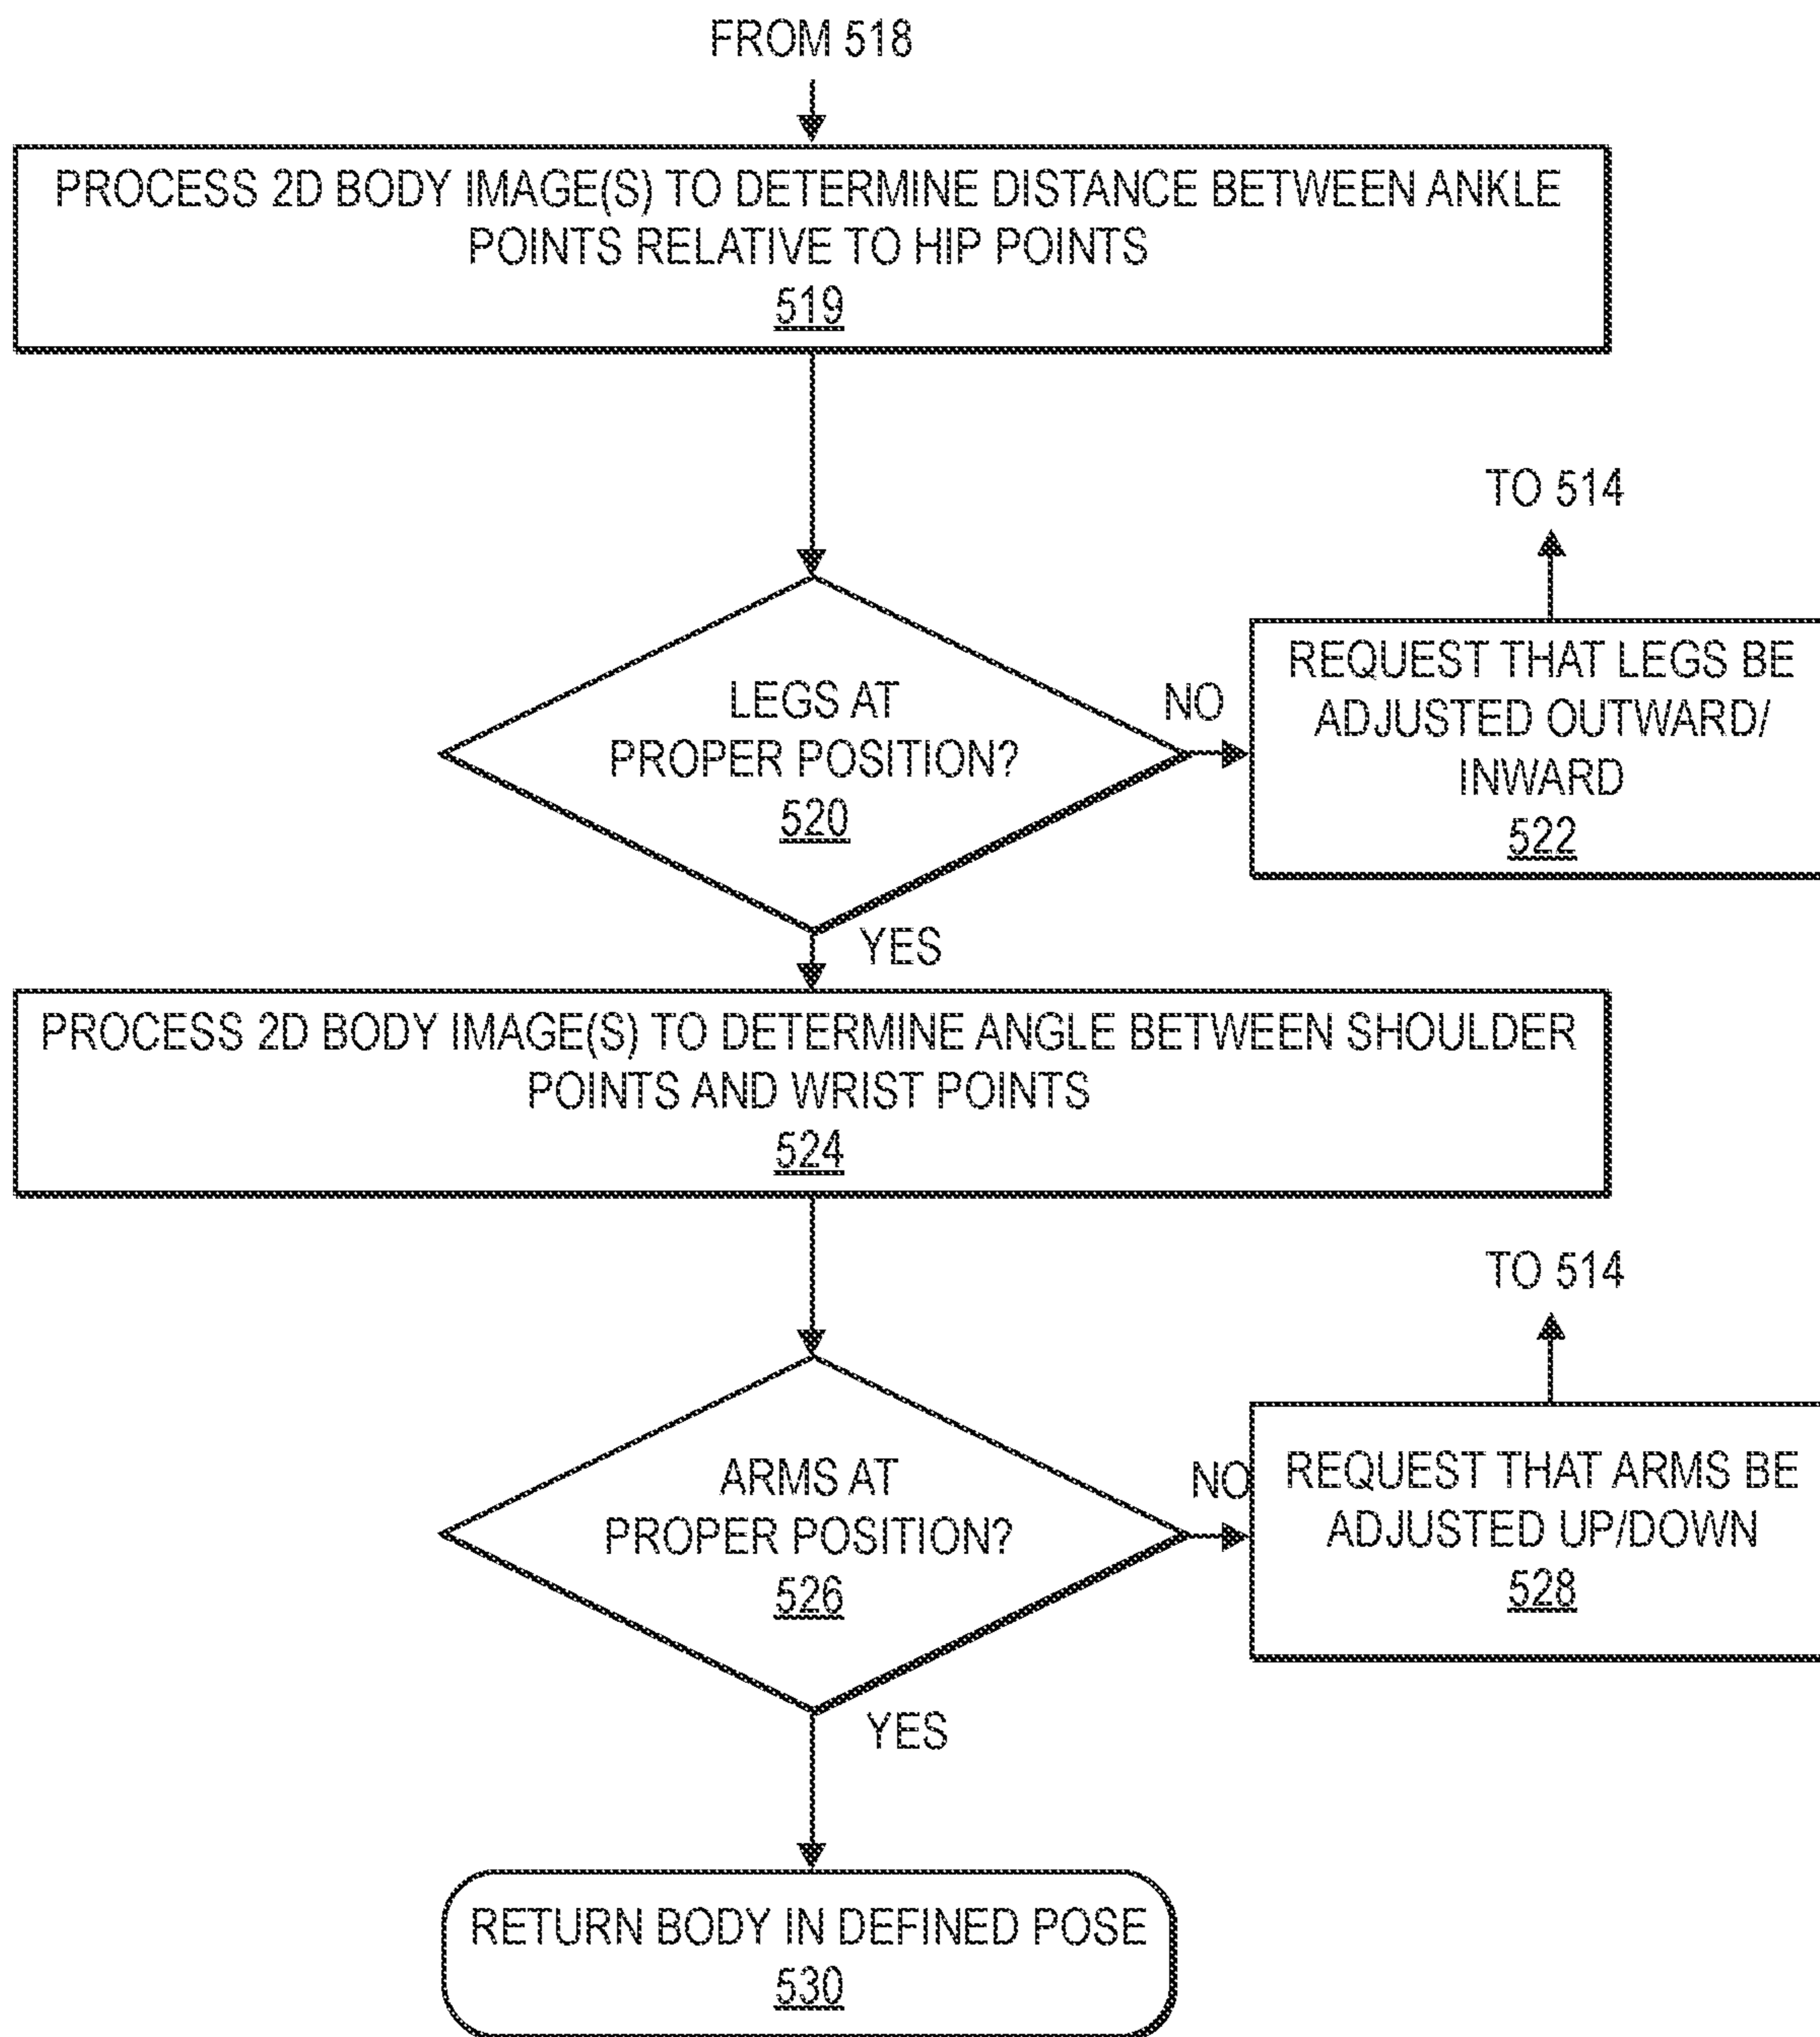 FROM 518
PROCESS 2D BODY IMAGE(S) TO DETERMINE DISTANCE BETWEEN ANKLE
POINTS RELATIVE TO HIP POINTS
519
TO 514
LEGS AT
PROPER POSITION?
520
NO
REQUEST THAT LEGS BE
ADJUSTED OUTWARD/
INWARD
522
YES
PROCESS 2D BODY IMAGE(S) TO DETERMINE ANGLE BETWEEN SHOULDER
POINTS AND WRIST POINTS
524
TO 514
ARMS AT
PROPER POSITION?
526
NO
REQUEST THAT ARMS BE
ADJUSTED UP/DOWN
528
YES
RETURN BODY IN DEFINED POSE
530